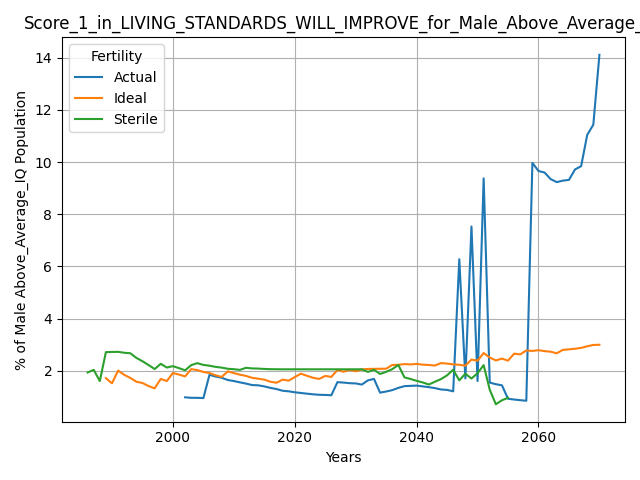 Score_1_in_LIVING_STANDARDS_WILL_IMPROVE_for_Male_Above_Average_
% of Male Above_Average_IQ Population
Fertility
Actual
Ideal
Sterile
14
12
10
8
6
4
2
2000 2020 2040 2060
Years